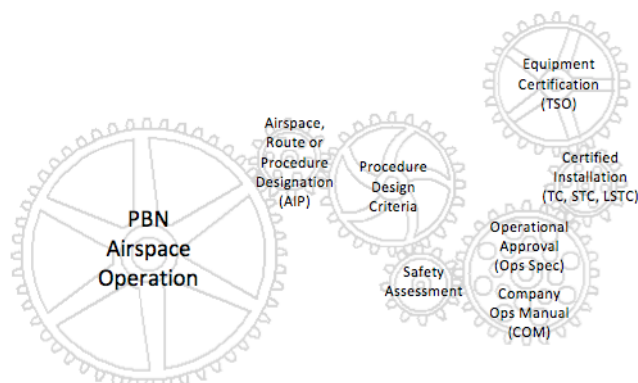 PBN
Airspace
Operation
Airspace,
Route or
Procedure
Designation
(AIP)
Procedure
Design
Criteria
Safety
Assessment
Equipment
Certification
(TSO)
Certified
Installation
(TC, STC, LSTC)
Operational
Approval
(Ops Spec)
Company
Ops Manual
(COM)